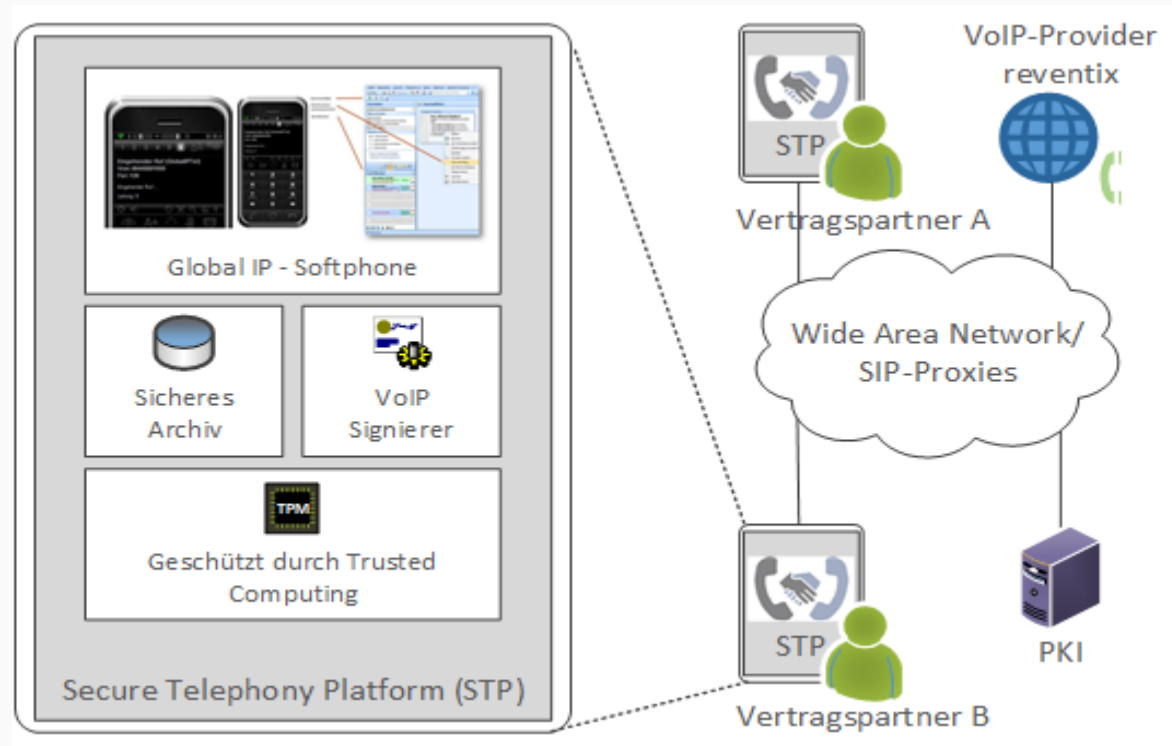 Global IP - Softphone
Sicheres
Archiv
VoIP
Signierer
TPM
Geschützt durch Trusted
Computing
Secure Telephony Platform (STP)
STP
Vertragspartner A
VoIP-Provider
reventix
Wide Area Network/
SIP-Proxies
STP
Vertragspartner B
PKI